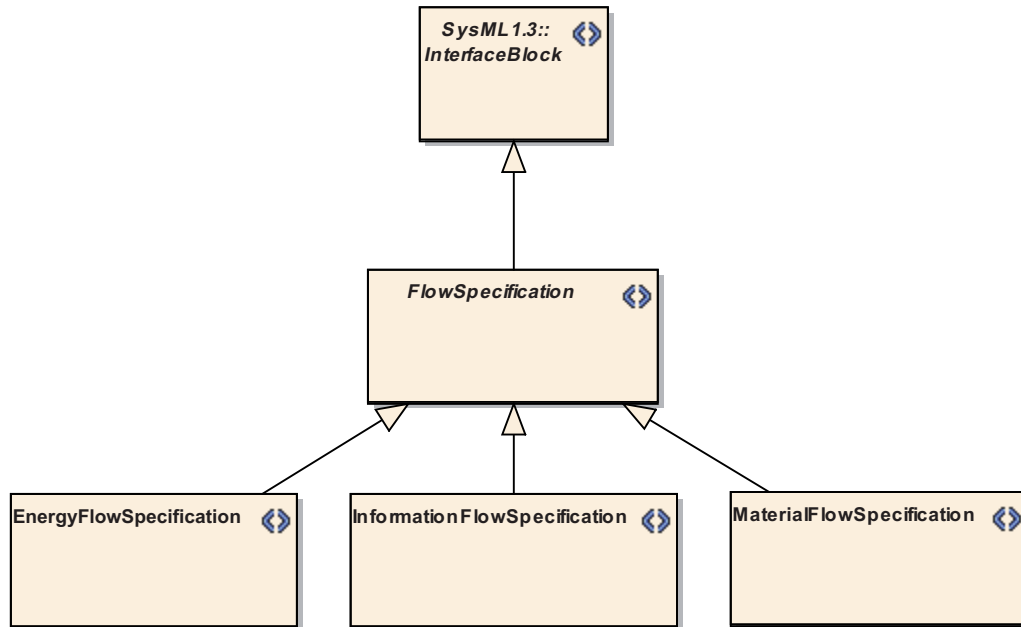 SysML1.3::
InterfaceBlock
FlowSpecification
EnergyFlowSpecification
InformationFlowSpecification
MaterialFlowSpecification